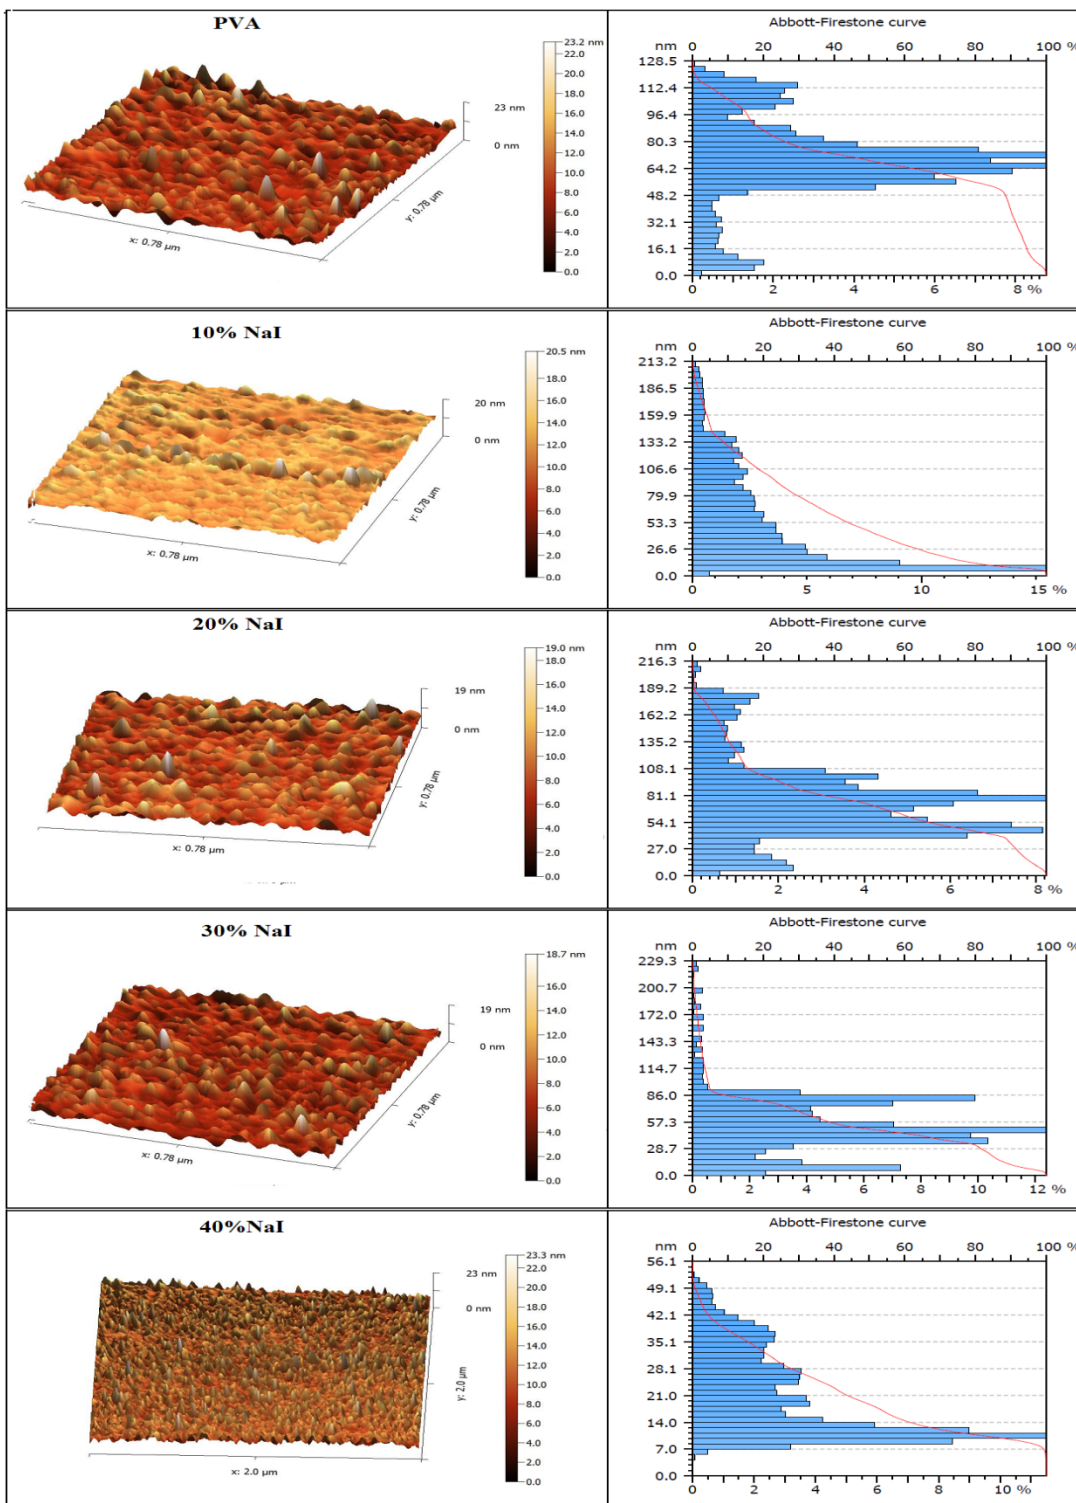 PVA
23.2 nm
22.0
20.0
18.0
16.0
14.0
12.0
10.0
8.0
6.0
4.0
2.0
0.0
23 nm
0 nm
x: 0.78 µm
y: 0.78 µm
Abbott-Firestone curve
nm 0 20 40 60 80 100 %
128.5
112.4
96.4
80.3
64.2
48.2
32.1
16.1
0.0
0 2 4 6 8 %
10% NaI
20.5 nm
18.0
16.0
14.0
12.0
10.0
8.0
6.0
4.0
2.0
0.0
20 nm
0 nm
x: 0.78 µm
y: 0.78 µm
Abbott-Firestone curve
nm 0 20 40 60 80 100 %
213.2
186.5
159.9
133.2
106.6
79.9
53.3
26.6
0.0
0 5 10 15 %
20% NaI
19.0 nm
18.0
16.0
14.0
12.0
10.0
8.0
6.0
4.0
2.0
0.0
19 nm
0 nm
x: 0.78 µm
y: 0.78 µm
Abbott-Firestone curve
nm 0 20 40 60 80 100 %
216.3
189.2
162.2
135.2
108.1
81.1
54.1
27.0
0.0
0 2 4 6 8 %
30% NaI
18.7 nm
16.0
14.0
12.0
10.0
8.0
6.0
4.0
2.0
0.0
19 nm
0 nm
x: 0.78 µm
y: 0.78 µm
Abbott-Firestone curve
nm 0 20 40 60 80 100 %
229.3
200.7
172.0
143.3
114.7
86.0
57.3
28.7
0.0
0 2 4 6 8 10 12 %
40%NaI
23.3 nm
22.0
20.0
18.0
16.0
14.0
12.0
10.0
8.0
6.0
4.0
2.0
0.0
23 nm
0 nm
x: 2.0 µm
y: 2.0 µm
Abbott-Firestone curve
nm 0 20 40 60 80 100 %
56.1
49.1
42.1
35.1
28.1
21.0
14.0
7.0
0.0
0 2 4 6 8 10 %